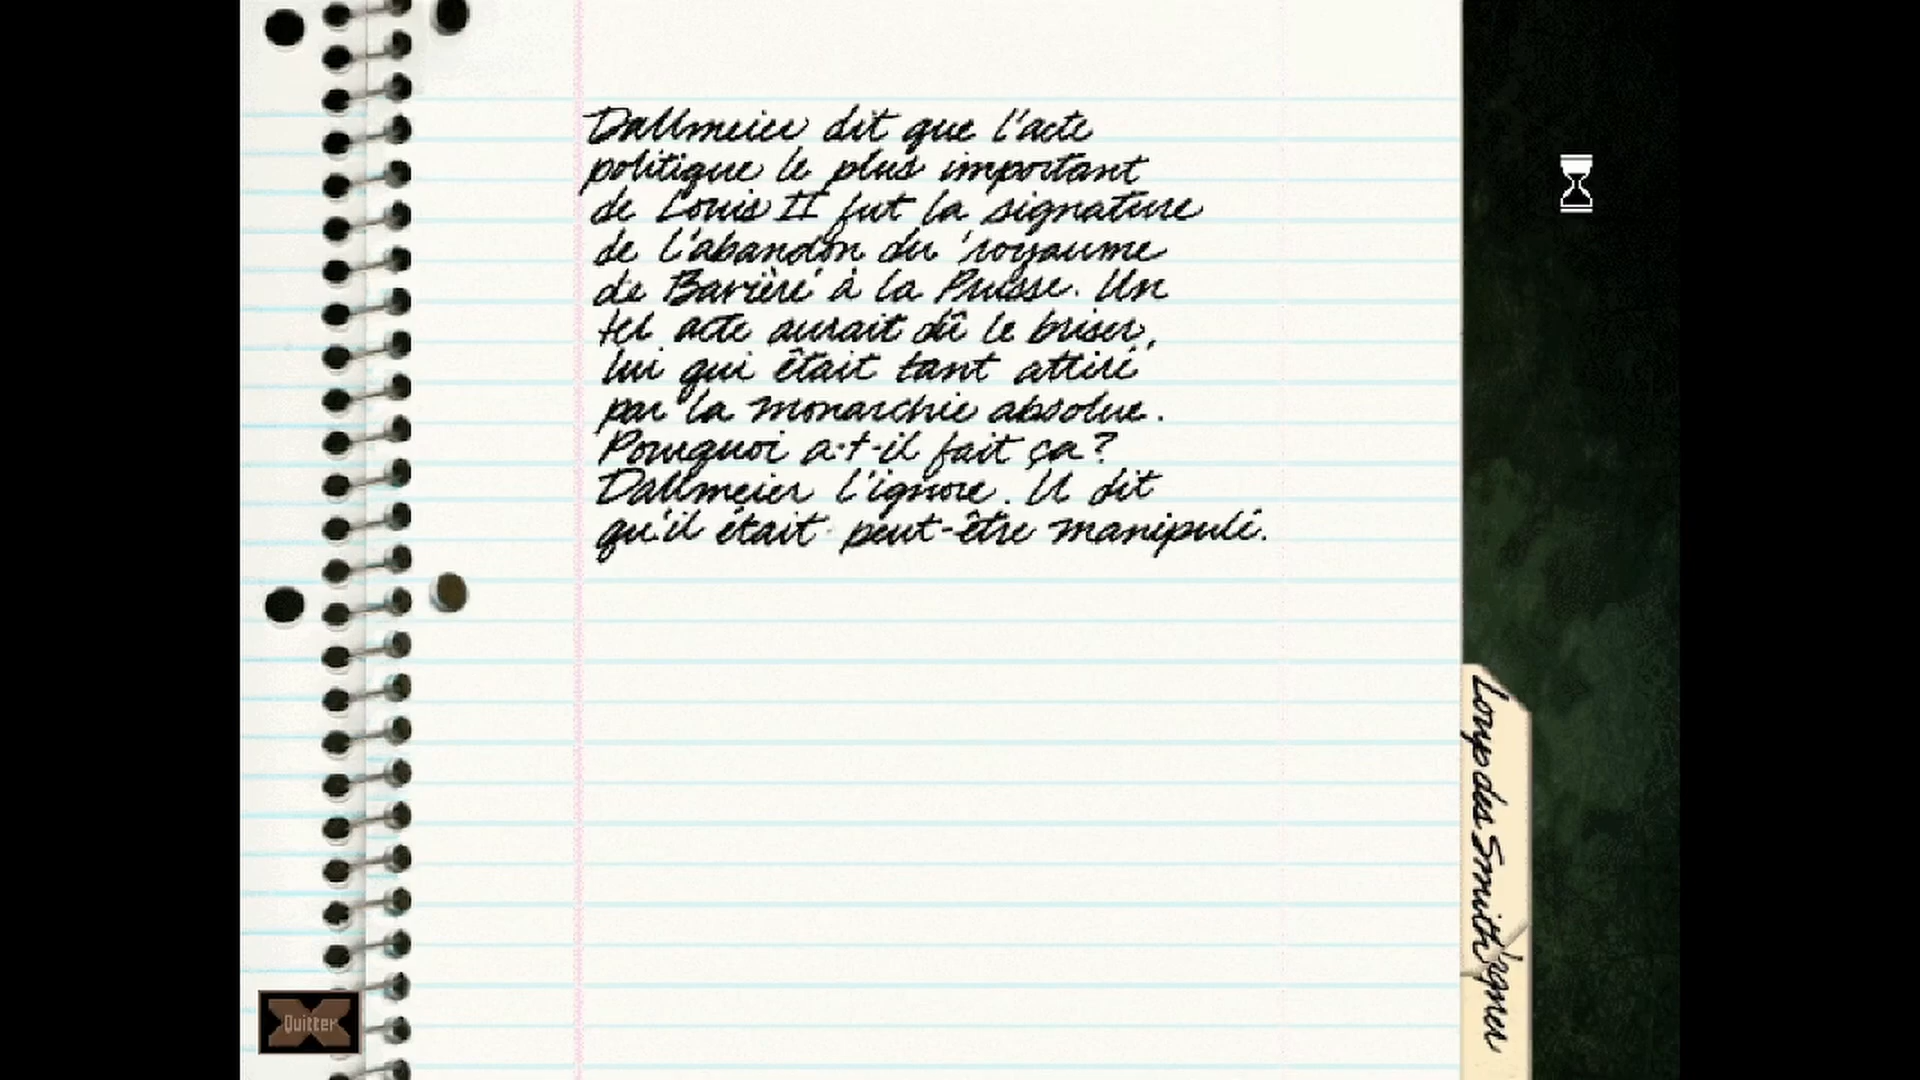 Dallmeier dit que l'acte
politique le plus important
de Louis II fut la signature
de l'abandon du royaume
de Bavière à la Prusse. Un
tel acte aurait dû le briser,
lui qui était tant attiré
par la monarchie absolue.
Pourquoi a-t-il fait ça?
Dallmeier l'ignore. Il dit
qu'il était peut-être manipulé.
Loups des Smith
Quitter